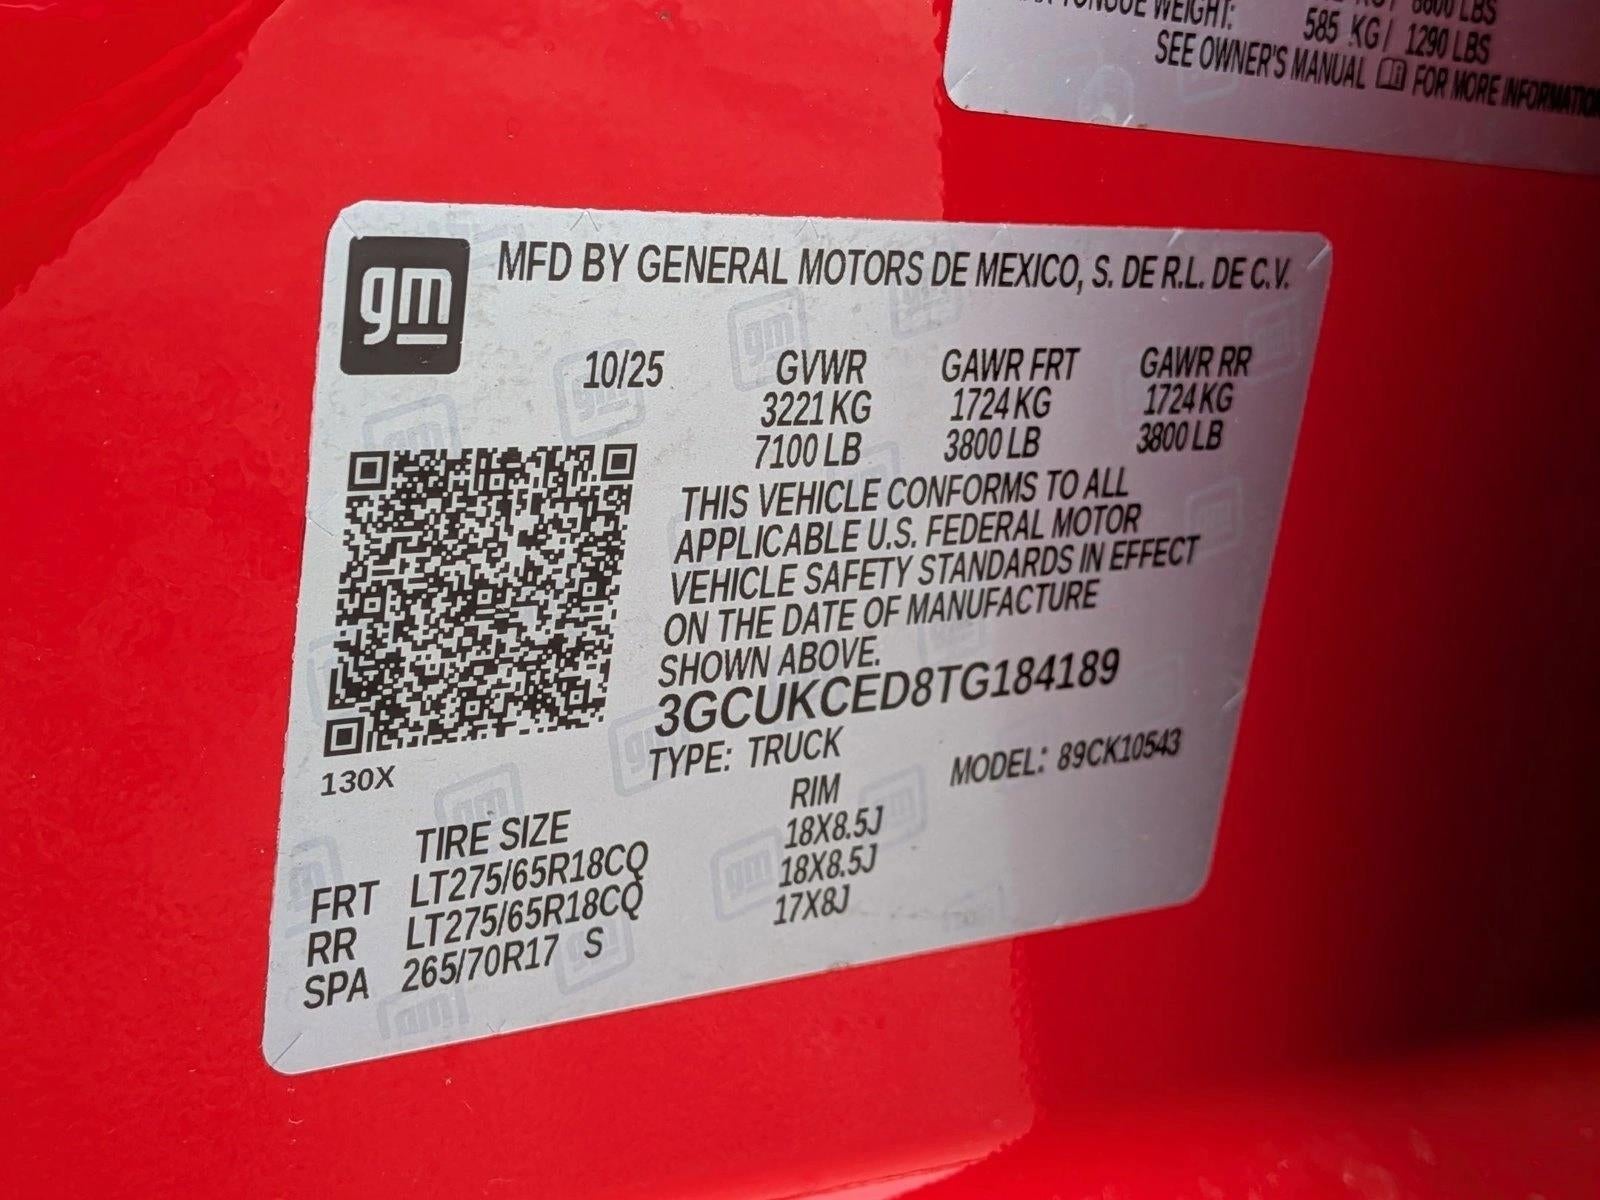 TONGUE WEIGHT: 585 KG / 1290 LBS
SEE OWNER'S MANUAL FOR MORE INFORMATION
gm
MFD BY GENERAL MOTORS DE MEXICO, S. DE R.L. DE C.V.
10/25 GVWR GAWR FRT GAWR RR
3221 KG 1724 KG 1724 KG
7100 LB 3800 LB 3800 LB
THIS VEHICLE CONFORMS TO ALL
APPLICABLE U.S. FEDERAL MOTOR
VEHICLE SAFETY STANDARDS IN EFFECT
ON THE DATE OF MANUFACTURE
SHOWN ABOVE.
3GCUKCED8TG184189
TYPE: TRUCK MODEL: 89CK10543
130X
TIRE SIZE RIM
FRT LT275/65R18CQ 18X8.5J
RR LT275/65R18CQ 18X8.5J
SPA 265/70R17 S 17X8J